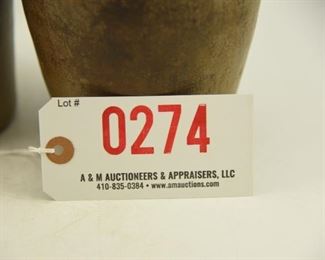 Lot #
0274
A & M AUCTIONEERS & APPRAISERS, LLC
410-835-0384 • www.amauctions.com